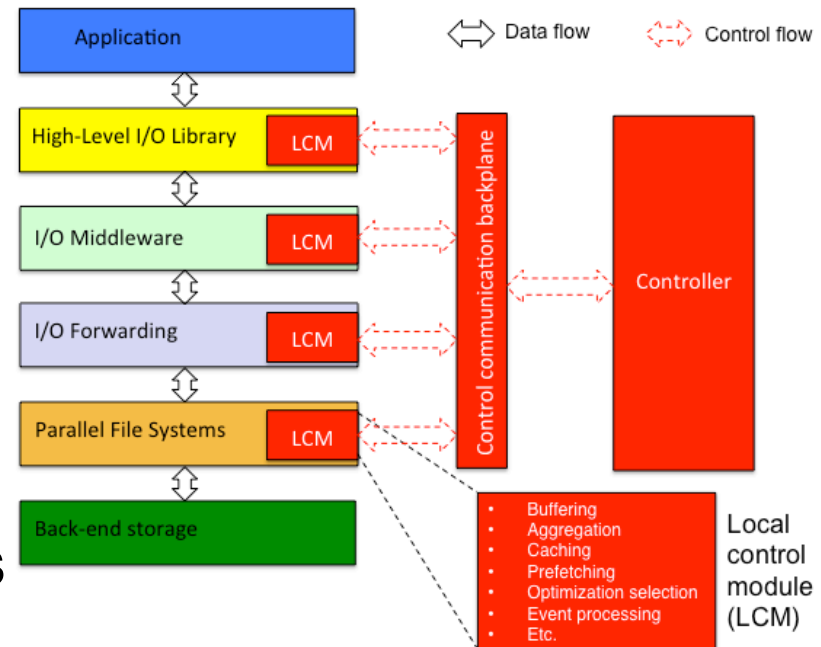 Application
Data flow
Control flow
High-Level I/O Library
LCM
I/O Middleware
LCM
I/O Forwarding
LCM
Parallel File Systems
LCM
Back-end storage
Control communication backplane
Controller
• Buffering
• Aggregation
• Caching
• Prefetching
• Optimization selection
• Event processing
• Etc.
Local
control
module
(LCM)
s